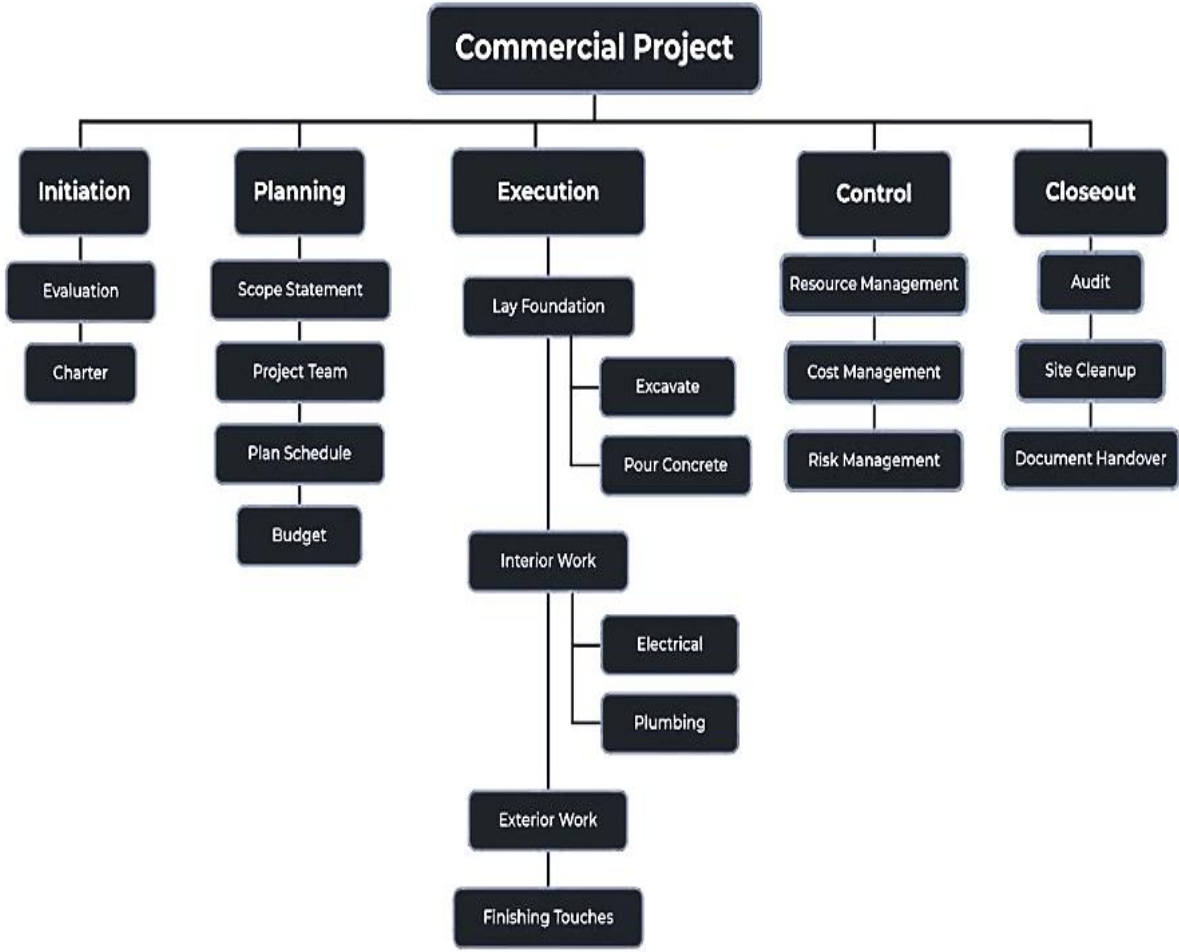 Commercial Project
Initiation
Planning
Execution
Control
Closeout
Evaluation
Charter
Scope Statement
Project Team
Plan Schedule
Budget
Lay Foundation
Excavate
Pour Concrete
Interior Work
Electrical
Plumbing
Exterior Work
Finishing Touches
Resource Management
Cost Management
Risk Management
Audit
Site Cleanup
Document Handover